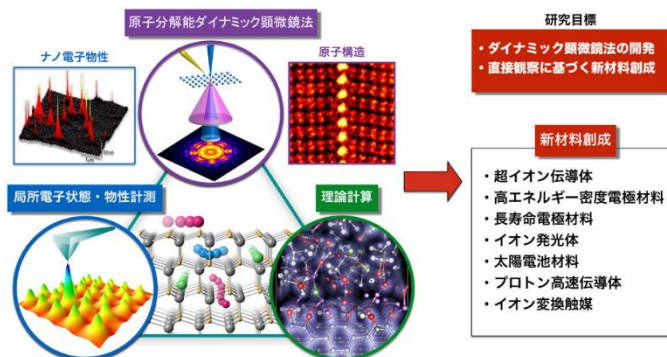 原子分解能ダイナミック顕微鏡法
ナノ電子物性
原子構造
局所電子状態・物性計測
理論計算
研究目標
・ダイナミック顕微鏡法の開発
・直接観察に基づく新材料創成
新材料創成
・超イオン伝導体
・高エネルギー密度電極材料
・長寿命電極材料
・イオン発光体
・太陽電池材料
・プロトン高速伝導体
・イオン変換触媒